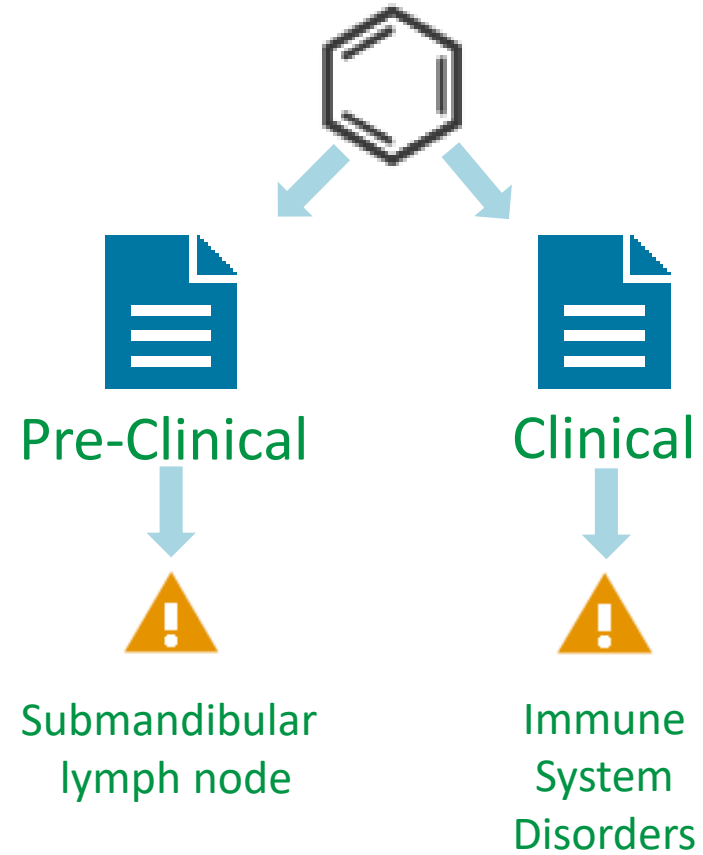 Pre-Clinical
Clinical
Submandibular
lymph node
Immune
System
Disorders